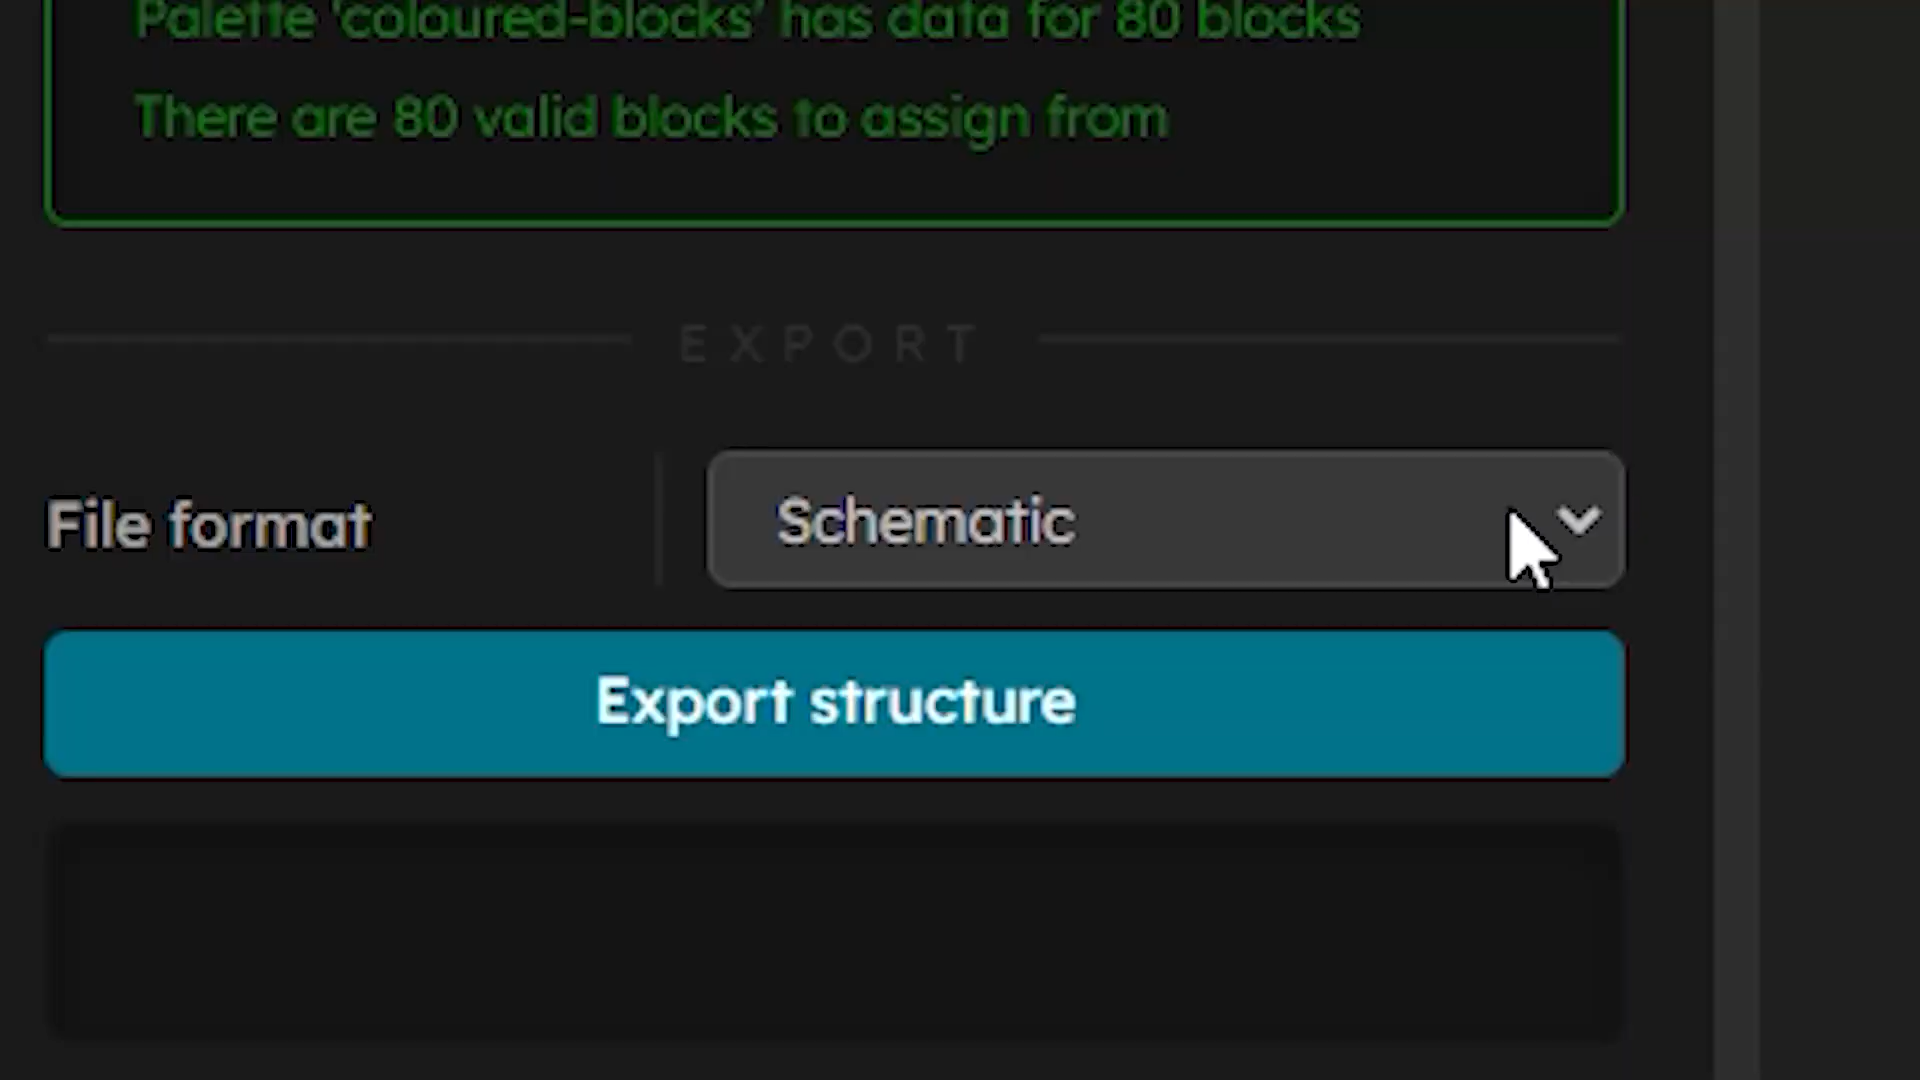 Palette 'coloured-blocks' has data for 80 blocks
There are 80 valid blocks to assign from
EXPORT
File format
Schematic
Export structure